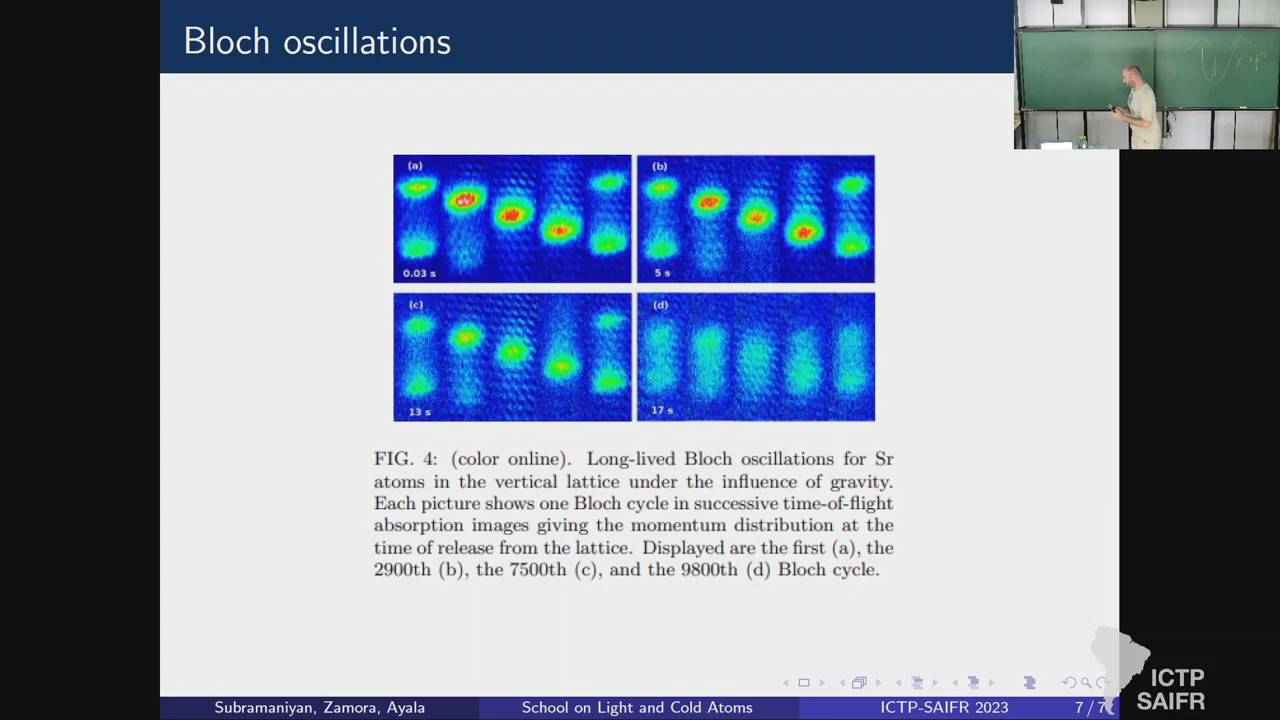 Bloch oscillations
(a)
0.03 s
(b)
5 s
(c)
13 s
(d)
17 s
FIG. 4: (color online). Long-lived Bloch oscillations for Sr
atoms in the vertical lattice under the influence of gravity.
Each picture shows one Bloch cycle in successive time-of-flight
absorption images giving the momentum distribution at the
time of release from the lattice. Displayed are the first (a), the
2900th (b), the 7500th (c), and the 9800th (d) Bloch cycle.
ICTP
SAIFR
Subramaniyan, Zamora, Ayala
School on Light and Cold Atoms
ICTP-SAIFR 2023
7 / 7